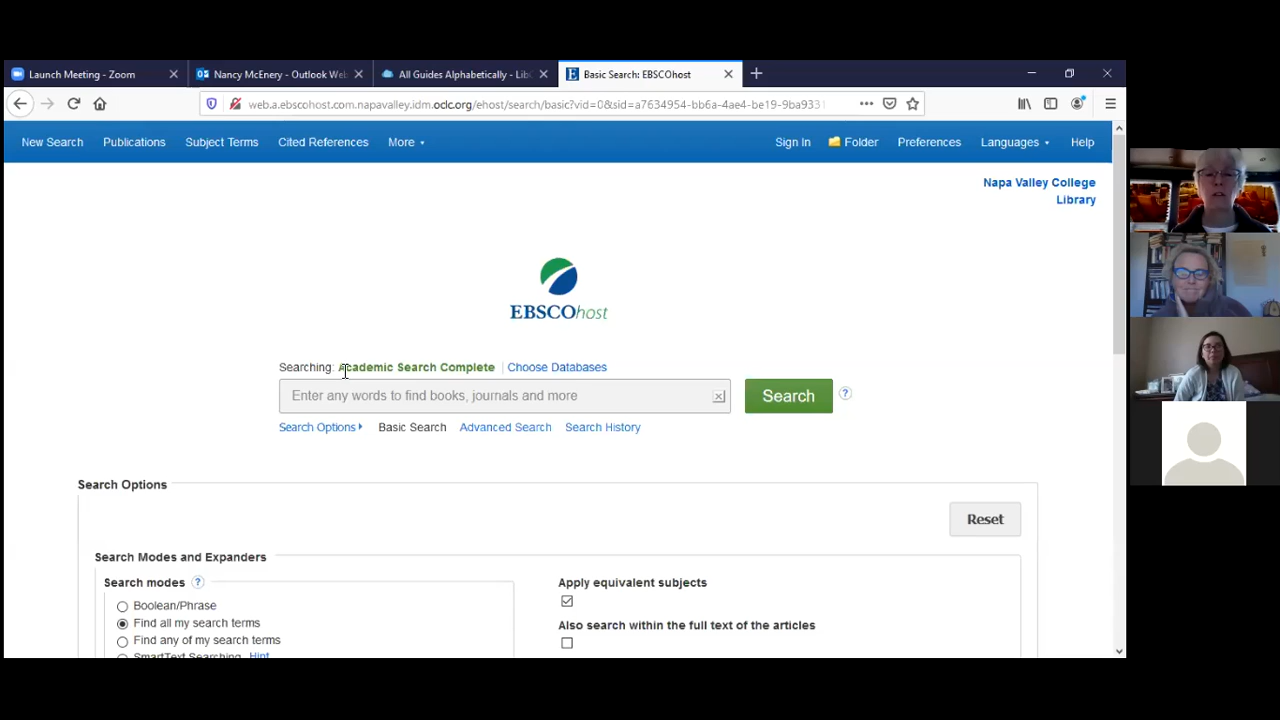 Launch Meeting - Zoom
Nancy McEnery - Outlook Web
All Guides Alphabetically - Lib
Basic Search: EBSCOhost
web.a.ebscohost.com.napavalley.idm.oclc.org/ehost/search/basic?vid=0&sid=a7634954-bb6a-4ae4-be19-9ba9331
New Search
Publications
Subject Terms
Cited References
More
Sign In
Folder
Preferences
Languages
Help
Napa Valley College
Library
EBSCOhost
Searching: Academic Search Complete
Choose Databases
Enter any words to find books, journals and more
Search
Search Options
Basic Search
Advanced Search
Search History
Search Options
Reset
Search Modes and Expanders
Search modes
Boolean/Phrase
Find all my search terms
Find any of my search terms
SmartText Searching Hint
Apply equivalent subjects
Also search within the full text of the articles